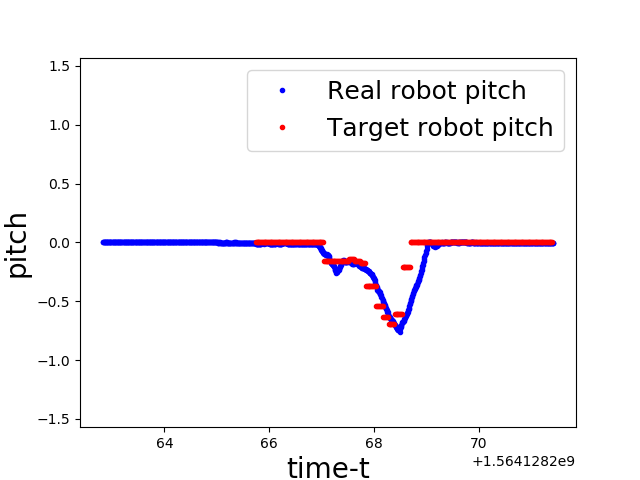 1.5
1.0
0.5
0.0
−0.5
−1.0
−1.5
pitch
Real robot pitch
Target robot pitch
64
66
68
70
time-t
+1.5641282e9